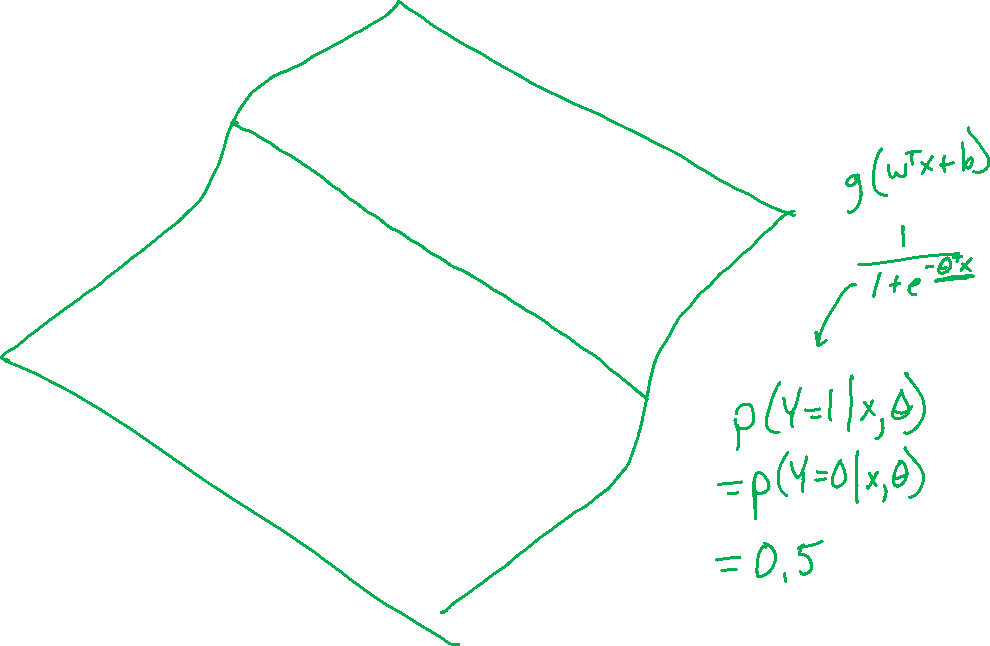 g(wᵀx+b)
1
1+e^-θᵀx
p(Y=1|x,θ)
=p(Y=0|x,θ)
=0.5